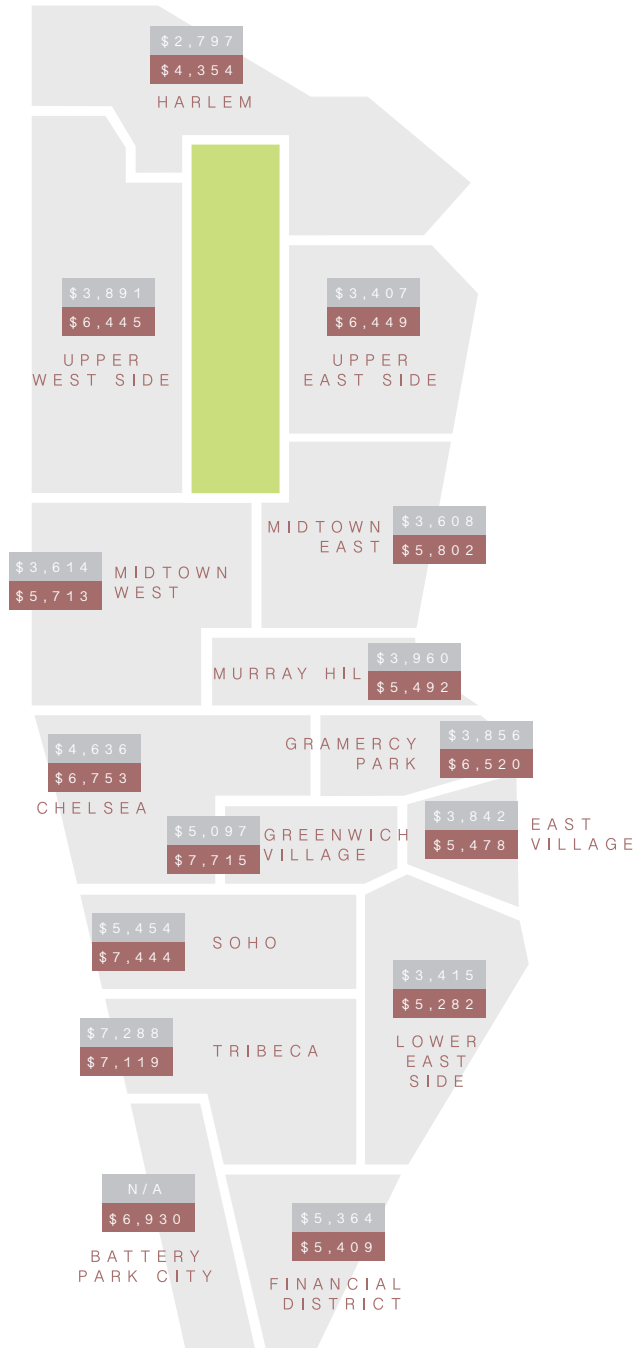 $2,797
$4,354
HARLEM
$3,891
$6,445
UPPER
WEST SIDE
$3,407
$6,449
UPPER
EAST SIDE
MIDTOWN
EAST
$3,608
$5,802
$3,614
$5,713
MIDTOWN
WEST
MURRAY HIL
$3,960
$5,492
$4,636
$6,753
CHELSEA
GRAMERCY
PARK
$3,856
$6,520
$5,097
$7,715
GREENWICH
VILLAGE
$3,842
$5,478
EAST
VILLAGE
$5,454
$7,444
SOHO
$3,415
$5,282
LOWER
EAST
SIDE
$7,288
$7,119
TRIBECA
N/A
$6,930
BATTERY
PARK CITY
$5,364
$5,409
FINANCIAL
DISTRICT